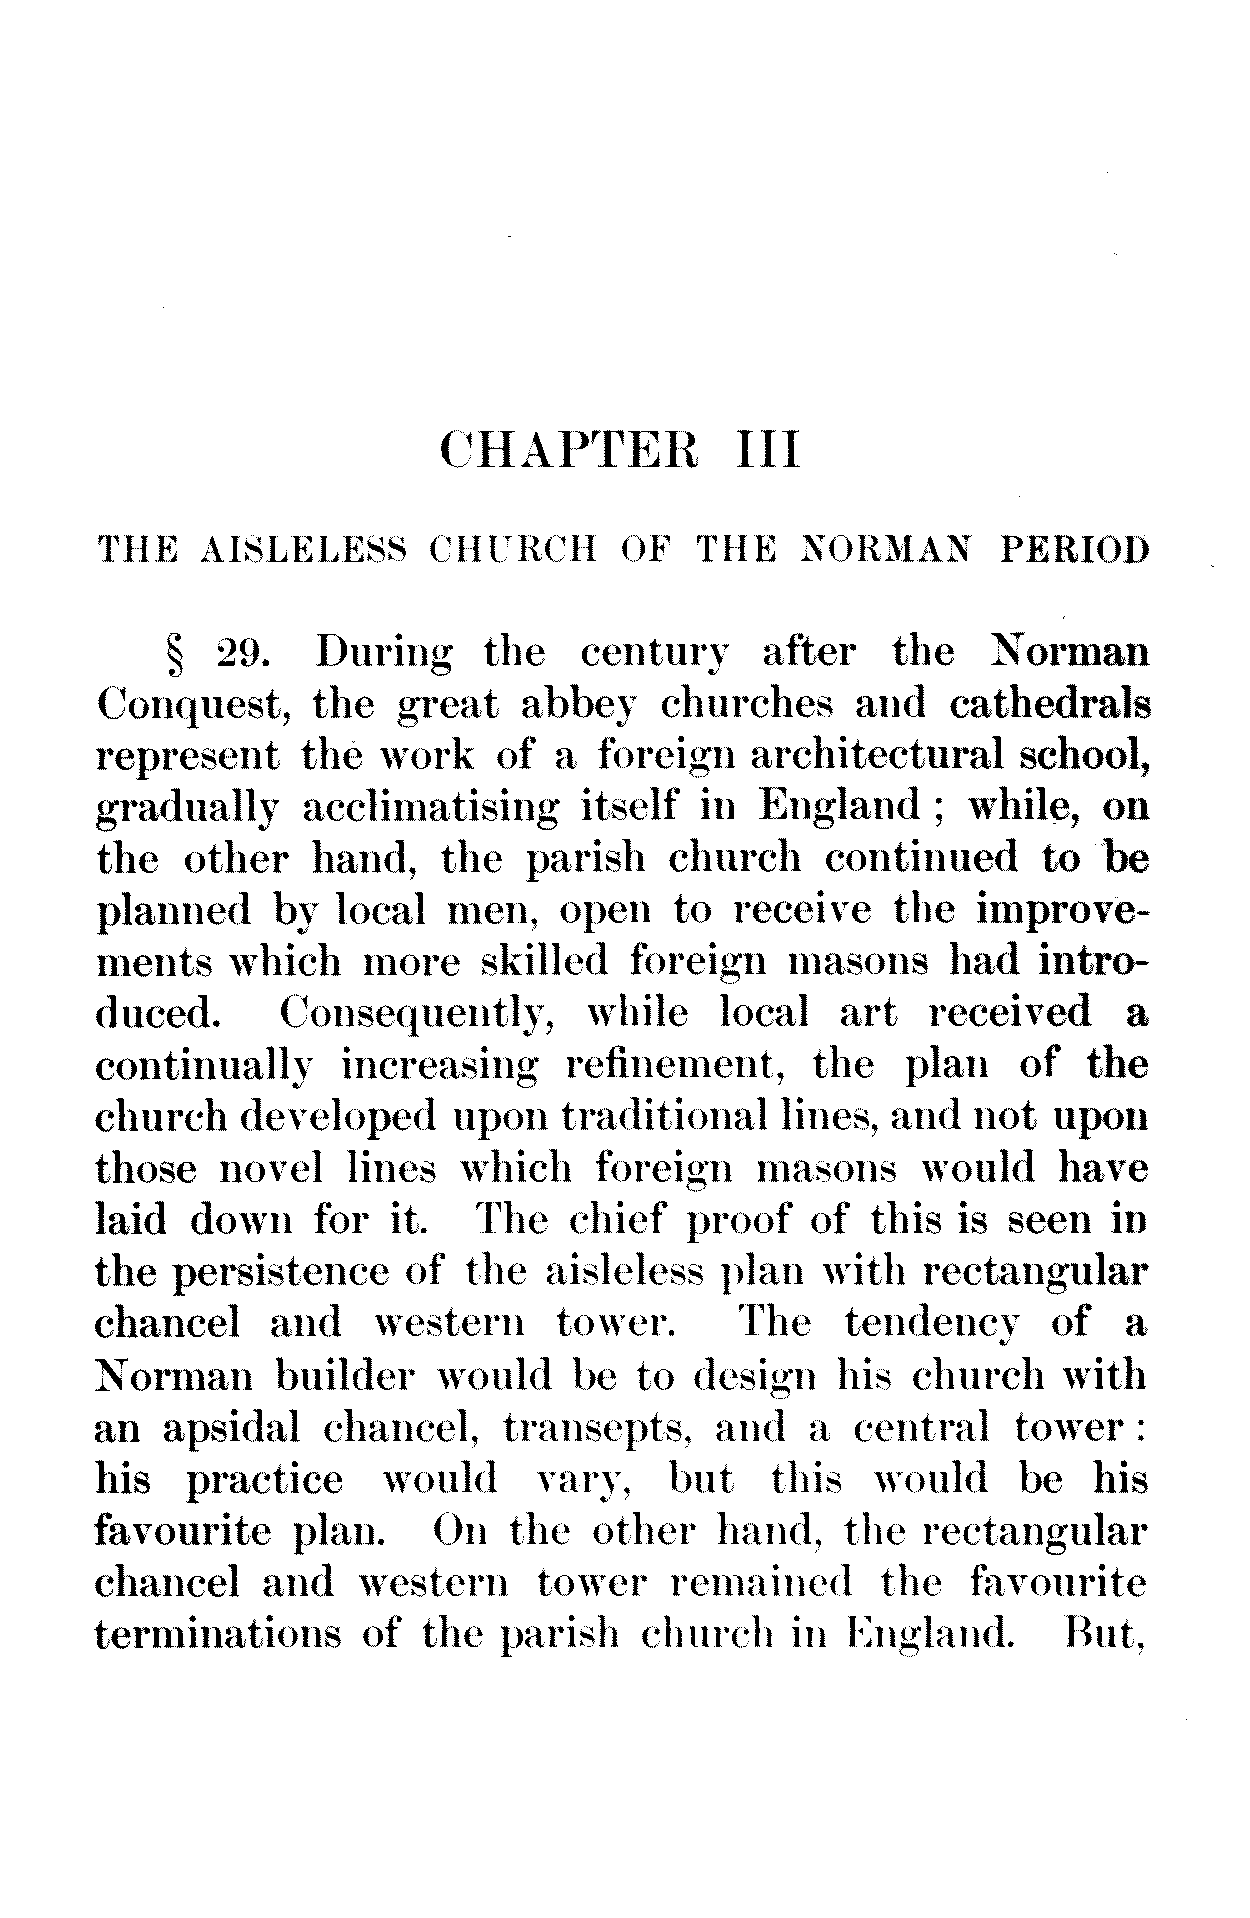 CHAPTER III
THE AISLELESS CHURCH OF THE NORMAN PERIOD
§ 29. During the century after the Norman
Conquest, the great abbey churches and cathedrals
represent the work of a foreign architectural school,
gradually acclimatising itself in England ; while, on
the other hand, the parish church continued to be
planned by local men, open to receive the improve-
ments which more skilled foreign masons had intro-
duced. Consequently, while local art received a
continually increasing refinement, the plan of the
church developed upon traditional lines, and not upon
those novel lines which foreign masons would have
laid down for it. The chief proof of this is seen in
the persistence of the aisleless plan with rectangular
chancel and western tower. The tendency of a
Norman builder would be to design his church with
an apsidal chancel, transepts, and a central tower :
his practice would vary, but this would be his
favourite plan. On the other hand, the rectangular
chancel and western tower remained the favourite
terminations of the parish church in England. But,